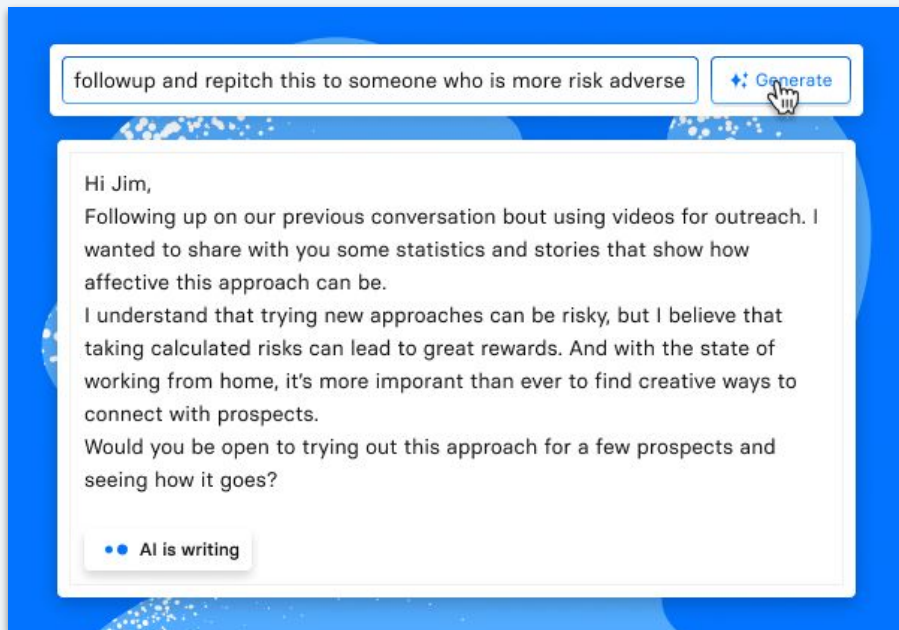 followup and repitch this to someone who is more risk adverse
Generate
Hi Jim,
Following up on our previous conversation bout using videos for outreach. I
wanted to share with you some statistics and stories that show how
affective this approach can be.
I understand that trying new approaches can be risky, but I believe that
taking calculated risks can lead to great rewards. And with the state of
working from home, it's more imporant than ever to find creative ways to
connect with prospects.
Would you be open to trying out this approach for a few prospects and
seeing how it goes?
AI is writing